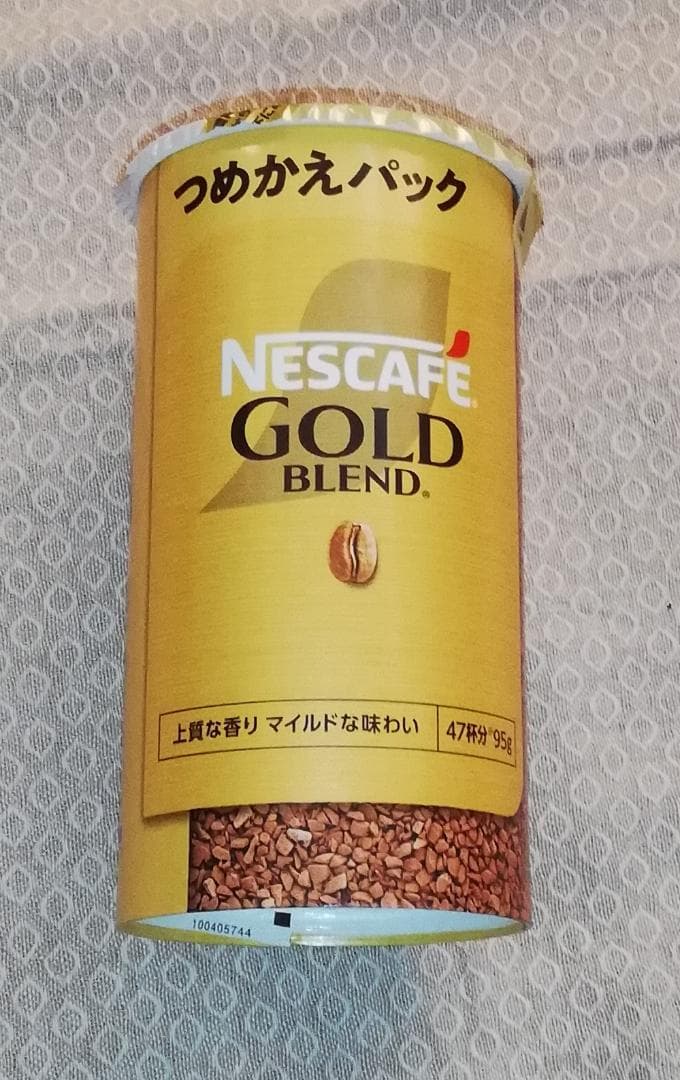 つめかえパック
NESCAFÉ®
GOLD
BLEND®
上質な香り マイルドな味わい
47杯分* 95g
100405744